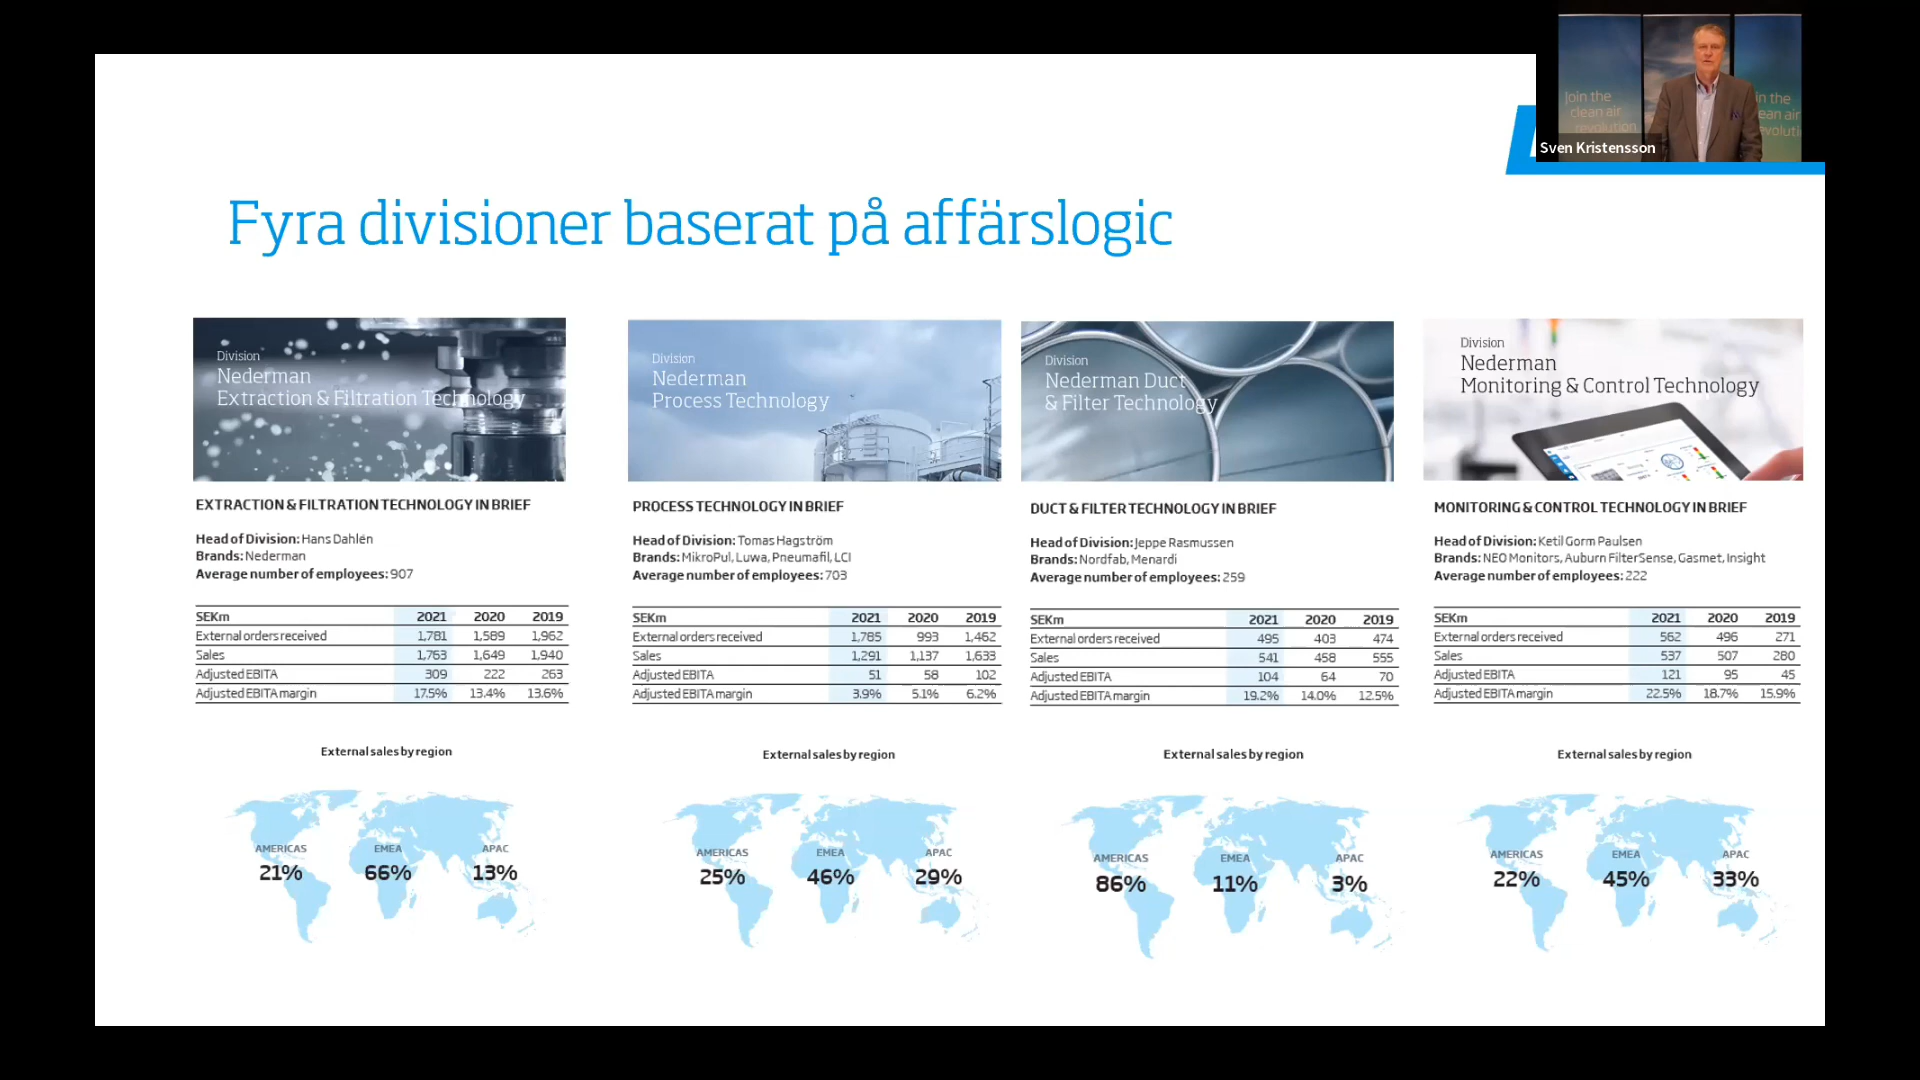 Join the
clean air
revolution
in the
ean air
evoluti
Sven Kristensson
Fyra divisioner baserat på affärslogic
Division
Nederman
Extraction & Filtration Technology
EXTRACTION & FILTRATION TECHNOLOGY IN BRIEF
Head of Division: Hans Dahlén
Brands: Nederman
Average number of employees: 907
SEKm 2021 2020 2019
External orders received 1,781 1,589 1,962
Sales 1,763 1,649 1,940
Adjusted EBITA 309 222 263
Adjusted EBITA margin 17.5% 13.4% 13.6%
External sales by region
AMERICAS EMEA APAC
21% 66% 13%
Division
Nederman
Process Technology
PROCESS TECHNOLOGY IN BRIEF
Head of Division: Tomas Hagström
Brands: MikroPul, Luwa, Pneumafil, LCI
Average number of employees: 703
SEKm 2021 2020 2019
External orders received 1,785 993 1,462
Sales 1,291 1,137 1,633
Adjusted EBITA 51 58 102
Adjusted EBITA margin 3.9% 5.1% 6.2%
External sales by region
AMERICAS EMEA APAC
25% 46% 29%
Division
Nederman Duct
& Filter Technology
DUCT & FILTER TECHNOLOGY IN BRIEF
Head of Division: Jeppe Rasmussen
Brands: Nordfab, Menardi
Average number of employees: 259
SEKm 2021 2020 2019
External orders received 495 403 474
Sales 541 458 555
Adjusted EBITA 104 64 70
Adjusted EBITA margin 19.2% 14.0% 12.5%
External sales by region
AMERICAS EMEA APAC
86% 11% 3%
Division
Nederman
Monitoring & Control Technology
MONITORING & CONTROL TECHNOLOGY IN BRIEF
Head of Division: Ketil Gorm Paulsen
Brands: NEO Monitors, Auburn FilterSense, Gasmet, Insight
Average number of employees: 222
SEKm 2021 2020 2019
External orders received 562 496 271
Sales 537 507 280
Adjusted EBITA 121 95 45
Adjusted EBITA margin 22.5% 18.7% 15.9%
External sales by region
AMERICAS EMEA APAC
22% 45% 33%